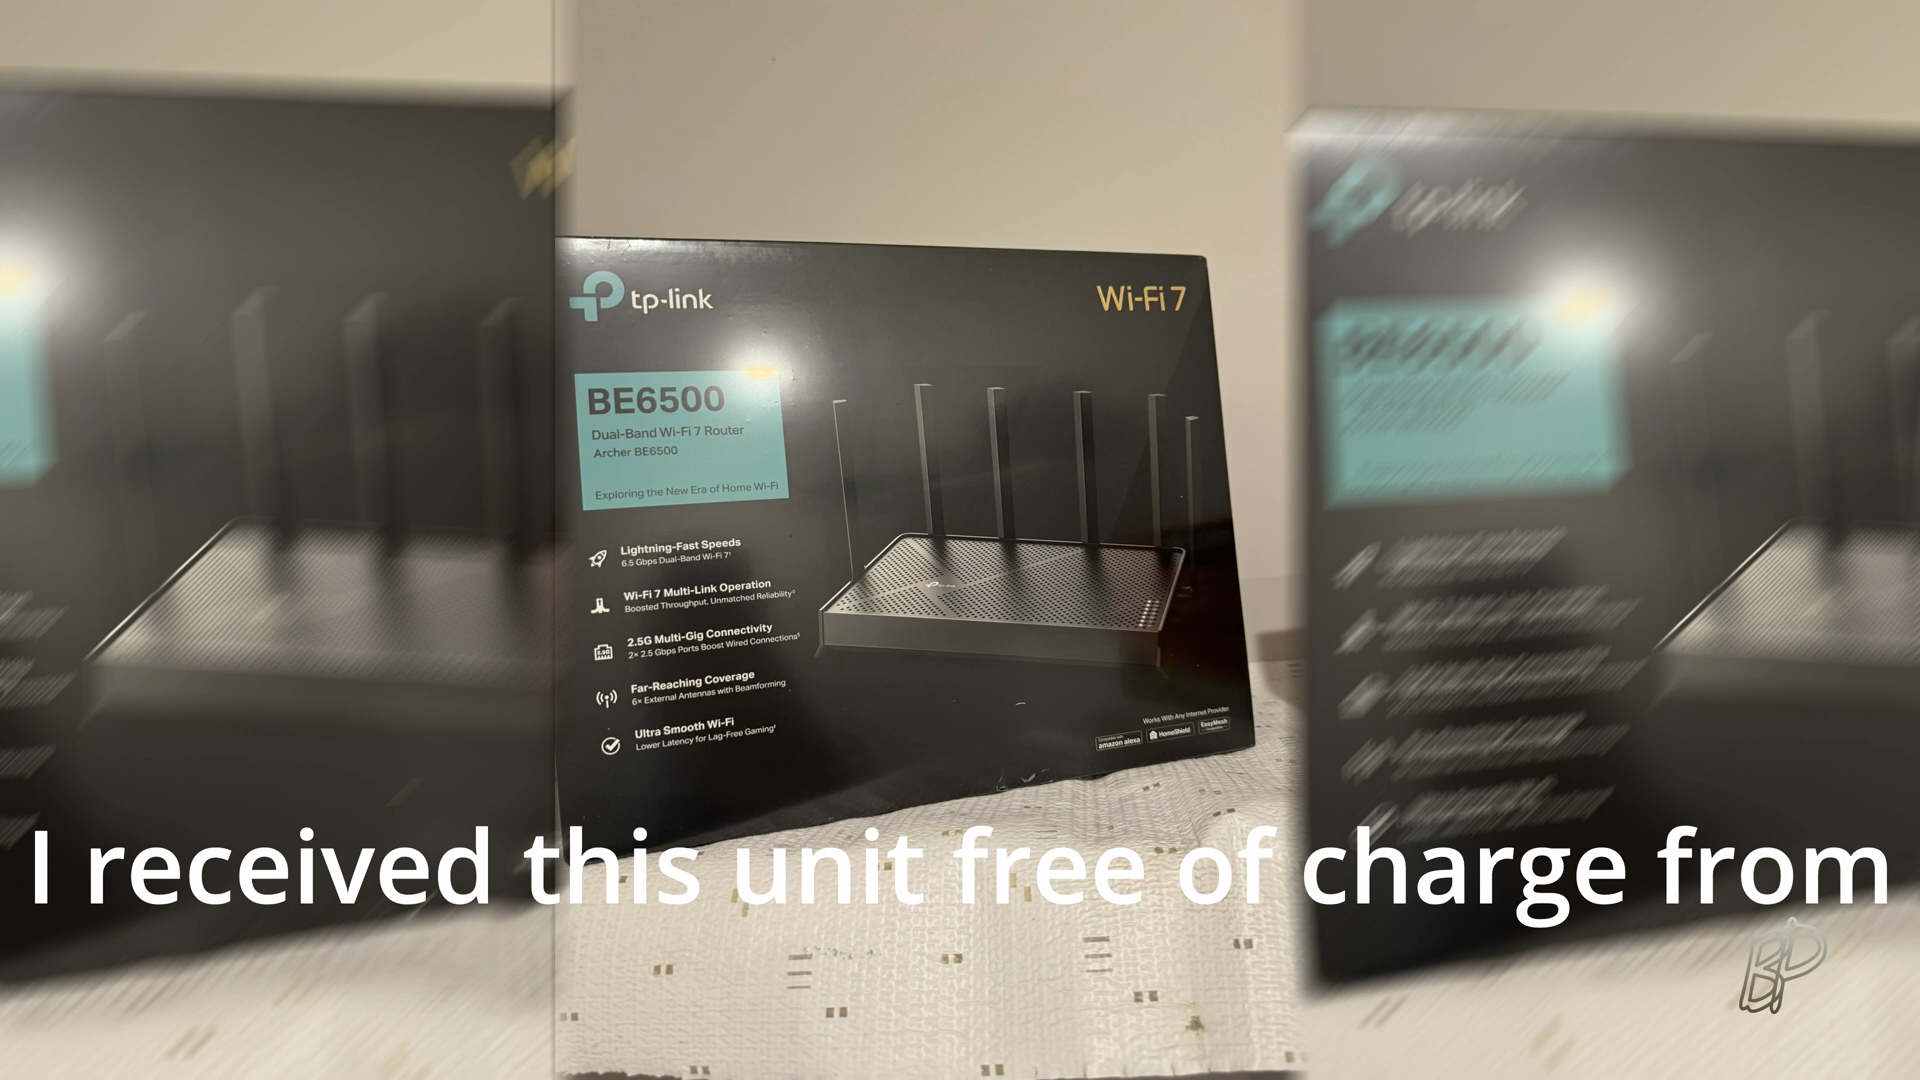 tp-link
Wi-Fi 7
BE6500
Dual-Band Wi-Fi 7 Router
Archer BE6500
Exploring the New Era of Home Wi-Fi
Lightning-Fast Speeds
6.5 Gbps Dual-Band Wi-Fi 7†
Wi-Fi 7 Multi-Link Operation
Boosted Throughput, Unmatched Reliability◊
2.5G Multi-Gig Connectivity
2× 2.5 Gbps Ports Boost Wired Connections§
Far-Reaching Coverage
6× External Antennas with Beamforming
Ultra Smooth Wi-Fi
Lower Latency for Lag-Free Gaming‡
Works With Any Internet Provider
amazon alexa
HomeShield
EasyMesh
tp-link
I received this unit free of charge from